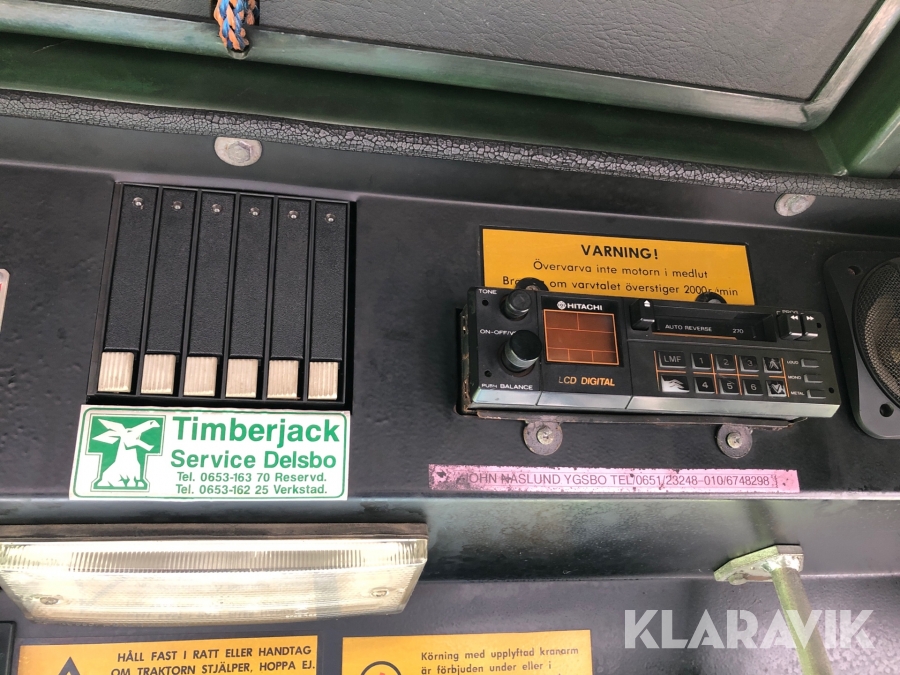 VARNING!
Övervarva inte motorn i medlut
om varvtalet överstiger 2000r/min
TONE
HITACHI
ON-OFF/V
PUSH BALANCE
LCD DIGITAL
AUTO REVERSE 270
LMF 1 2 3
4 5 6
LOUD
MONO
METAL
Timberjack
Service Delsbo
Tel. 0653-163 70 Reservd.
Tel. 0653-162 25 Verkstad.
JOHN NÄSLUND YGSBO TEL.0651/23248-010/6748298
HÅLL FAST I RATT ELLER HANDTAG
OM TRAKTORN STJÄLPER, HOPPA EJ.
Körning med upplyftad kranarm
är förbjuden under eller i
KLARAVIK